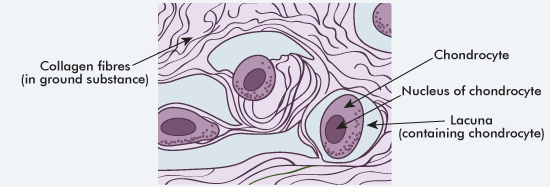 Collagen fibres
(in ground substance)
Chondrocyte
Nucleus of chondrocyte
Lacuna
(containing chondrocyte)